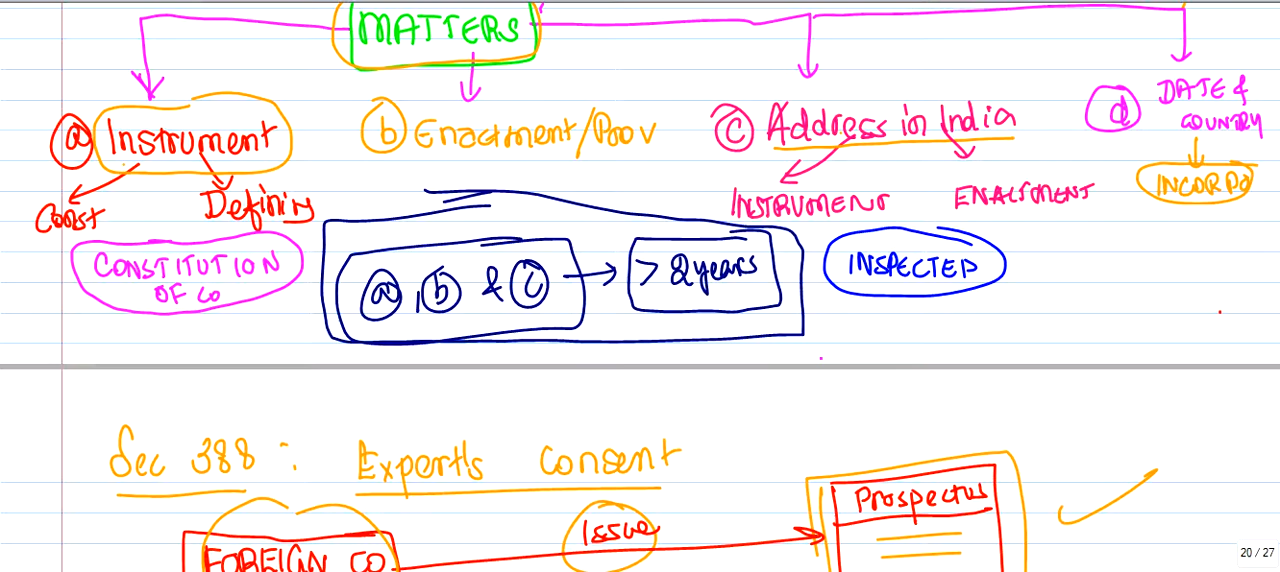 MATTERS
a Instrument
b Enactment/Prov
c Address in India
d DATE & COUNTRY
INCORPO
Const
Defining
INSTRUMENT
ENACTMENT
CONSTITUTION
OF CO
a, b & c → > 2 years
INSPECTED
Sec 388 : Expert's consent
Prospectus
Issue
FOREIGN CO.
20 / 27